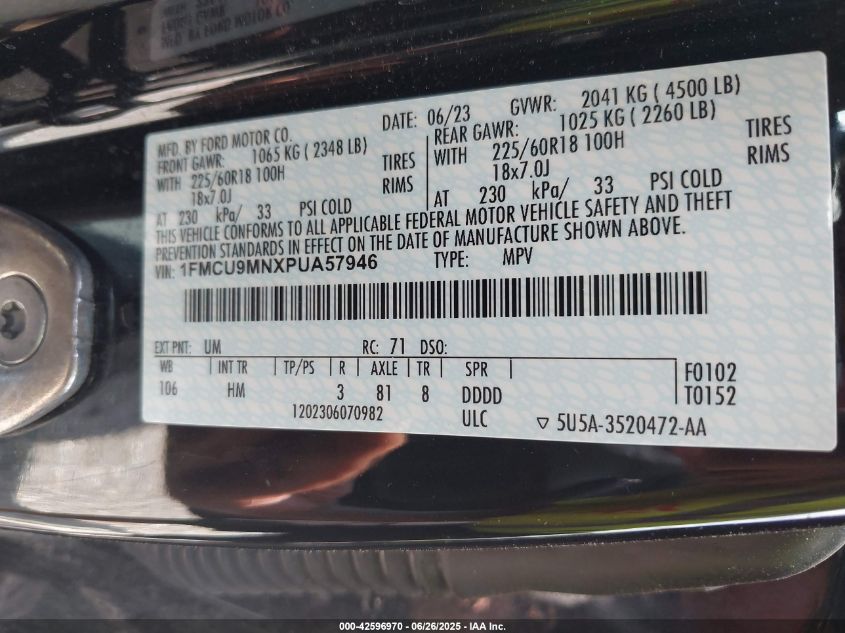 MFD. BY FORD MOTOR CO.
DATE: 06/23 GVWR: 2041 KG ( 4500 LB)
FRONT GAWR: 1065 KG ( 2348 LB)
WITH 225/60R18 100H TIRES
18x7.0J RIMS
AT 230 kPa/ 33 PSI COLD
REAR GAWR: 1025 KG ( 2260 LB)
WITH 225/60R18 100H TIRES
18x7.0J RIMS
AT 230 kPa/ 33 PSI COLD
THIS VEHICLE CONFORMS TO ALL APPLICABLE FEDERAL MOTOR VEHICLE SAFETY AND THEFT
PREVENTION STANDARDS IN EFFECT ON THE DATE OF MANUFACTURE SHOWN ABOVE.
VIN: 1FMCU9MNXPUA57946 TYPE: MPV
EXT PNT: UM RC: 71 DSO:
WB INT TR TP/PS R AXLE TR SPR
106 HM 3 81 8 DDDD
F0102
T0152
1202306070982 ULC ▽ 5U5A-3520472-AA
000-42596970 - 06/26/2025 - IAA Inc.